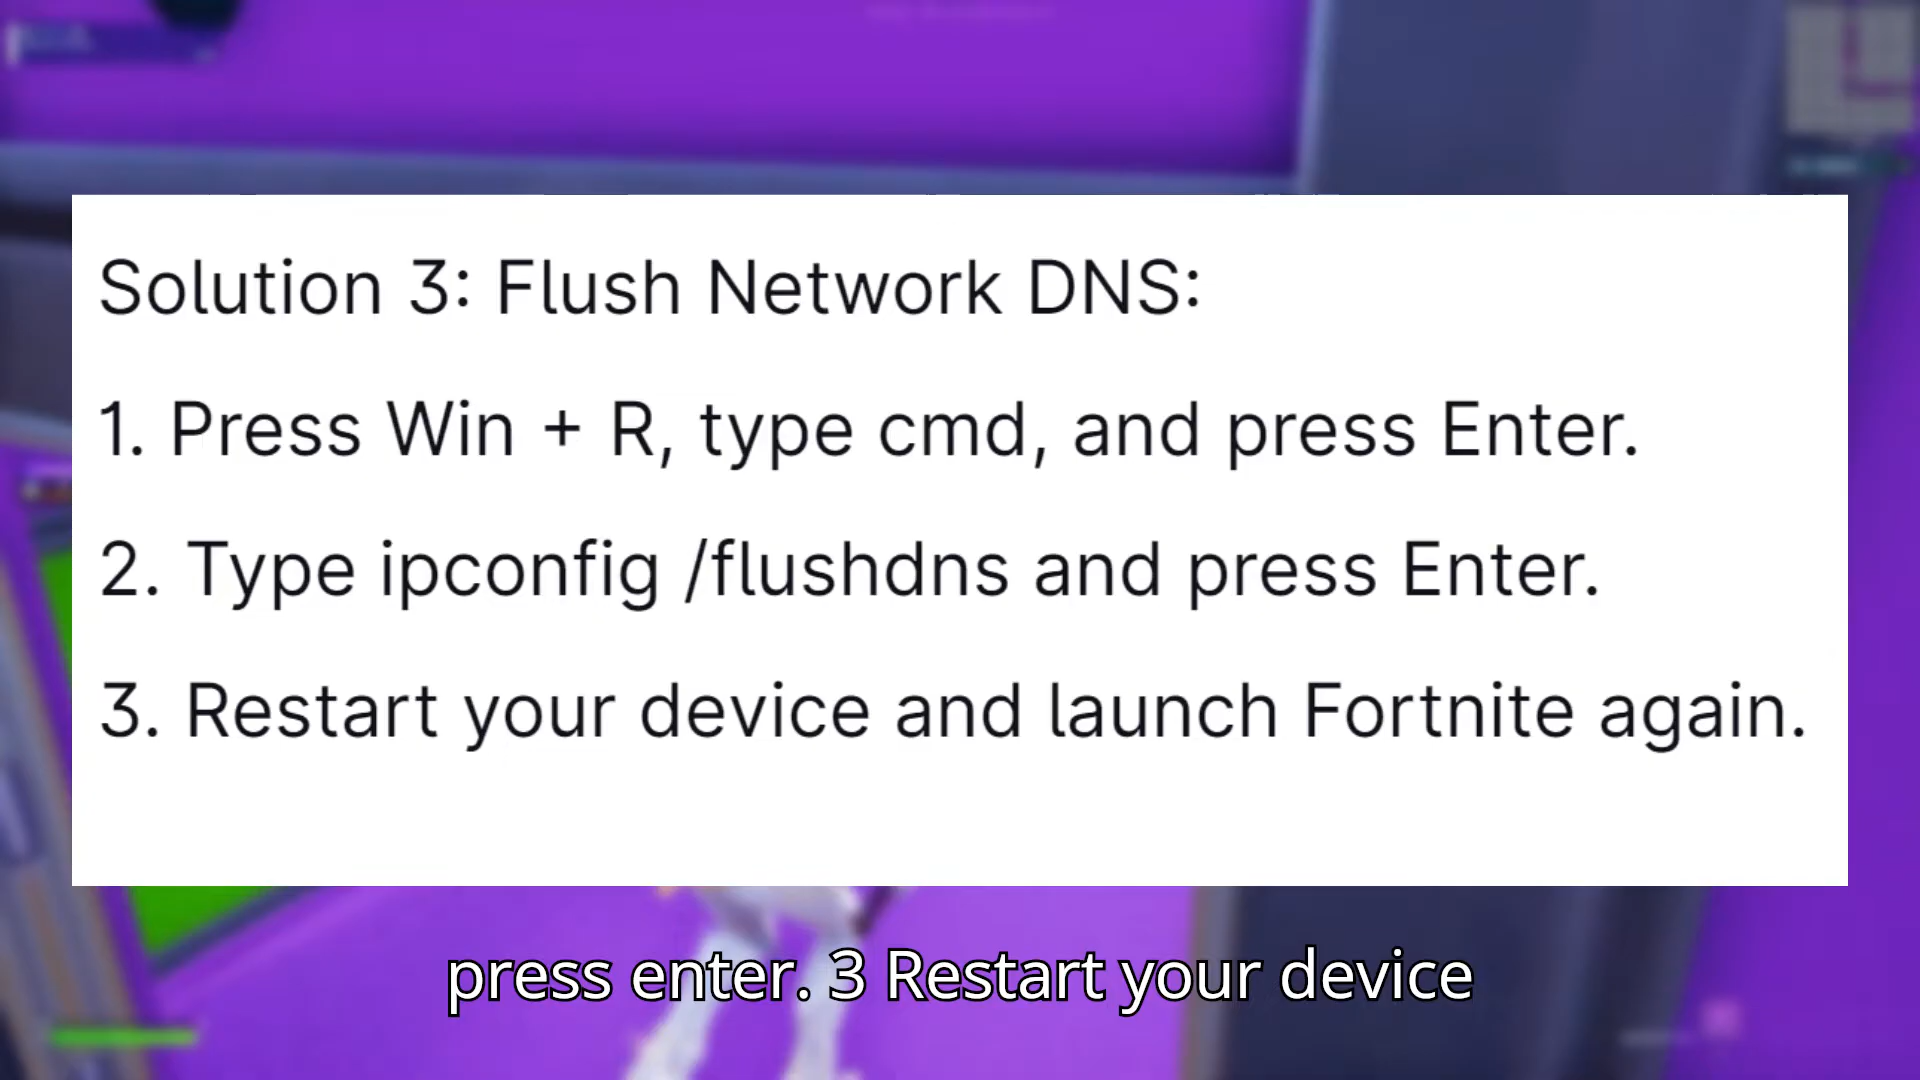 Solution 3: Flush Network DNS:
1. Press Win + R, type cmd, and press Enter.
2. Type ipconfig /flushdns and press Enter.
3. Restart your device and launch Fortnite again.
press enter. 3 Restart your device